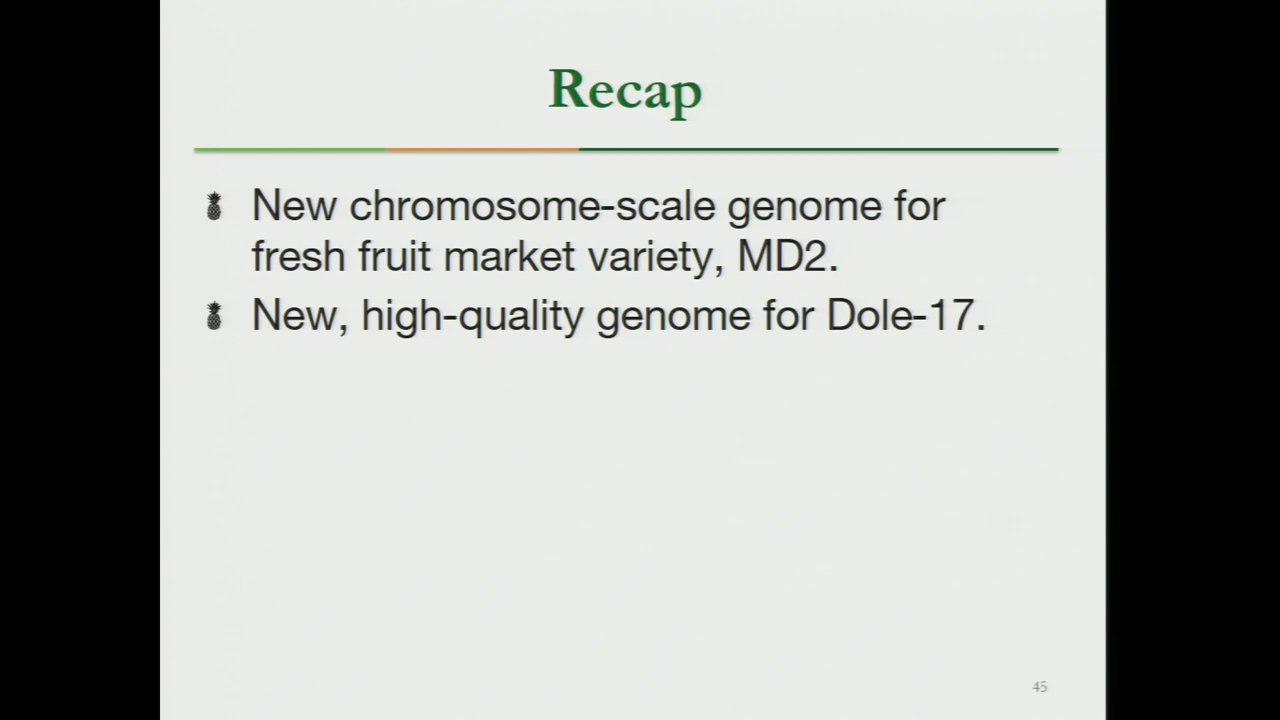 Recap
New chromosome-scale genome for
fresh fruit market variety, MD2.
New, high-quality genome for Dole-17.
45